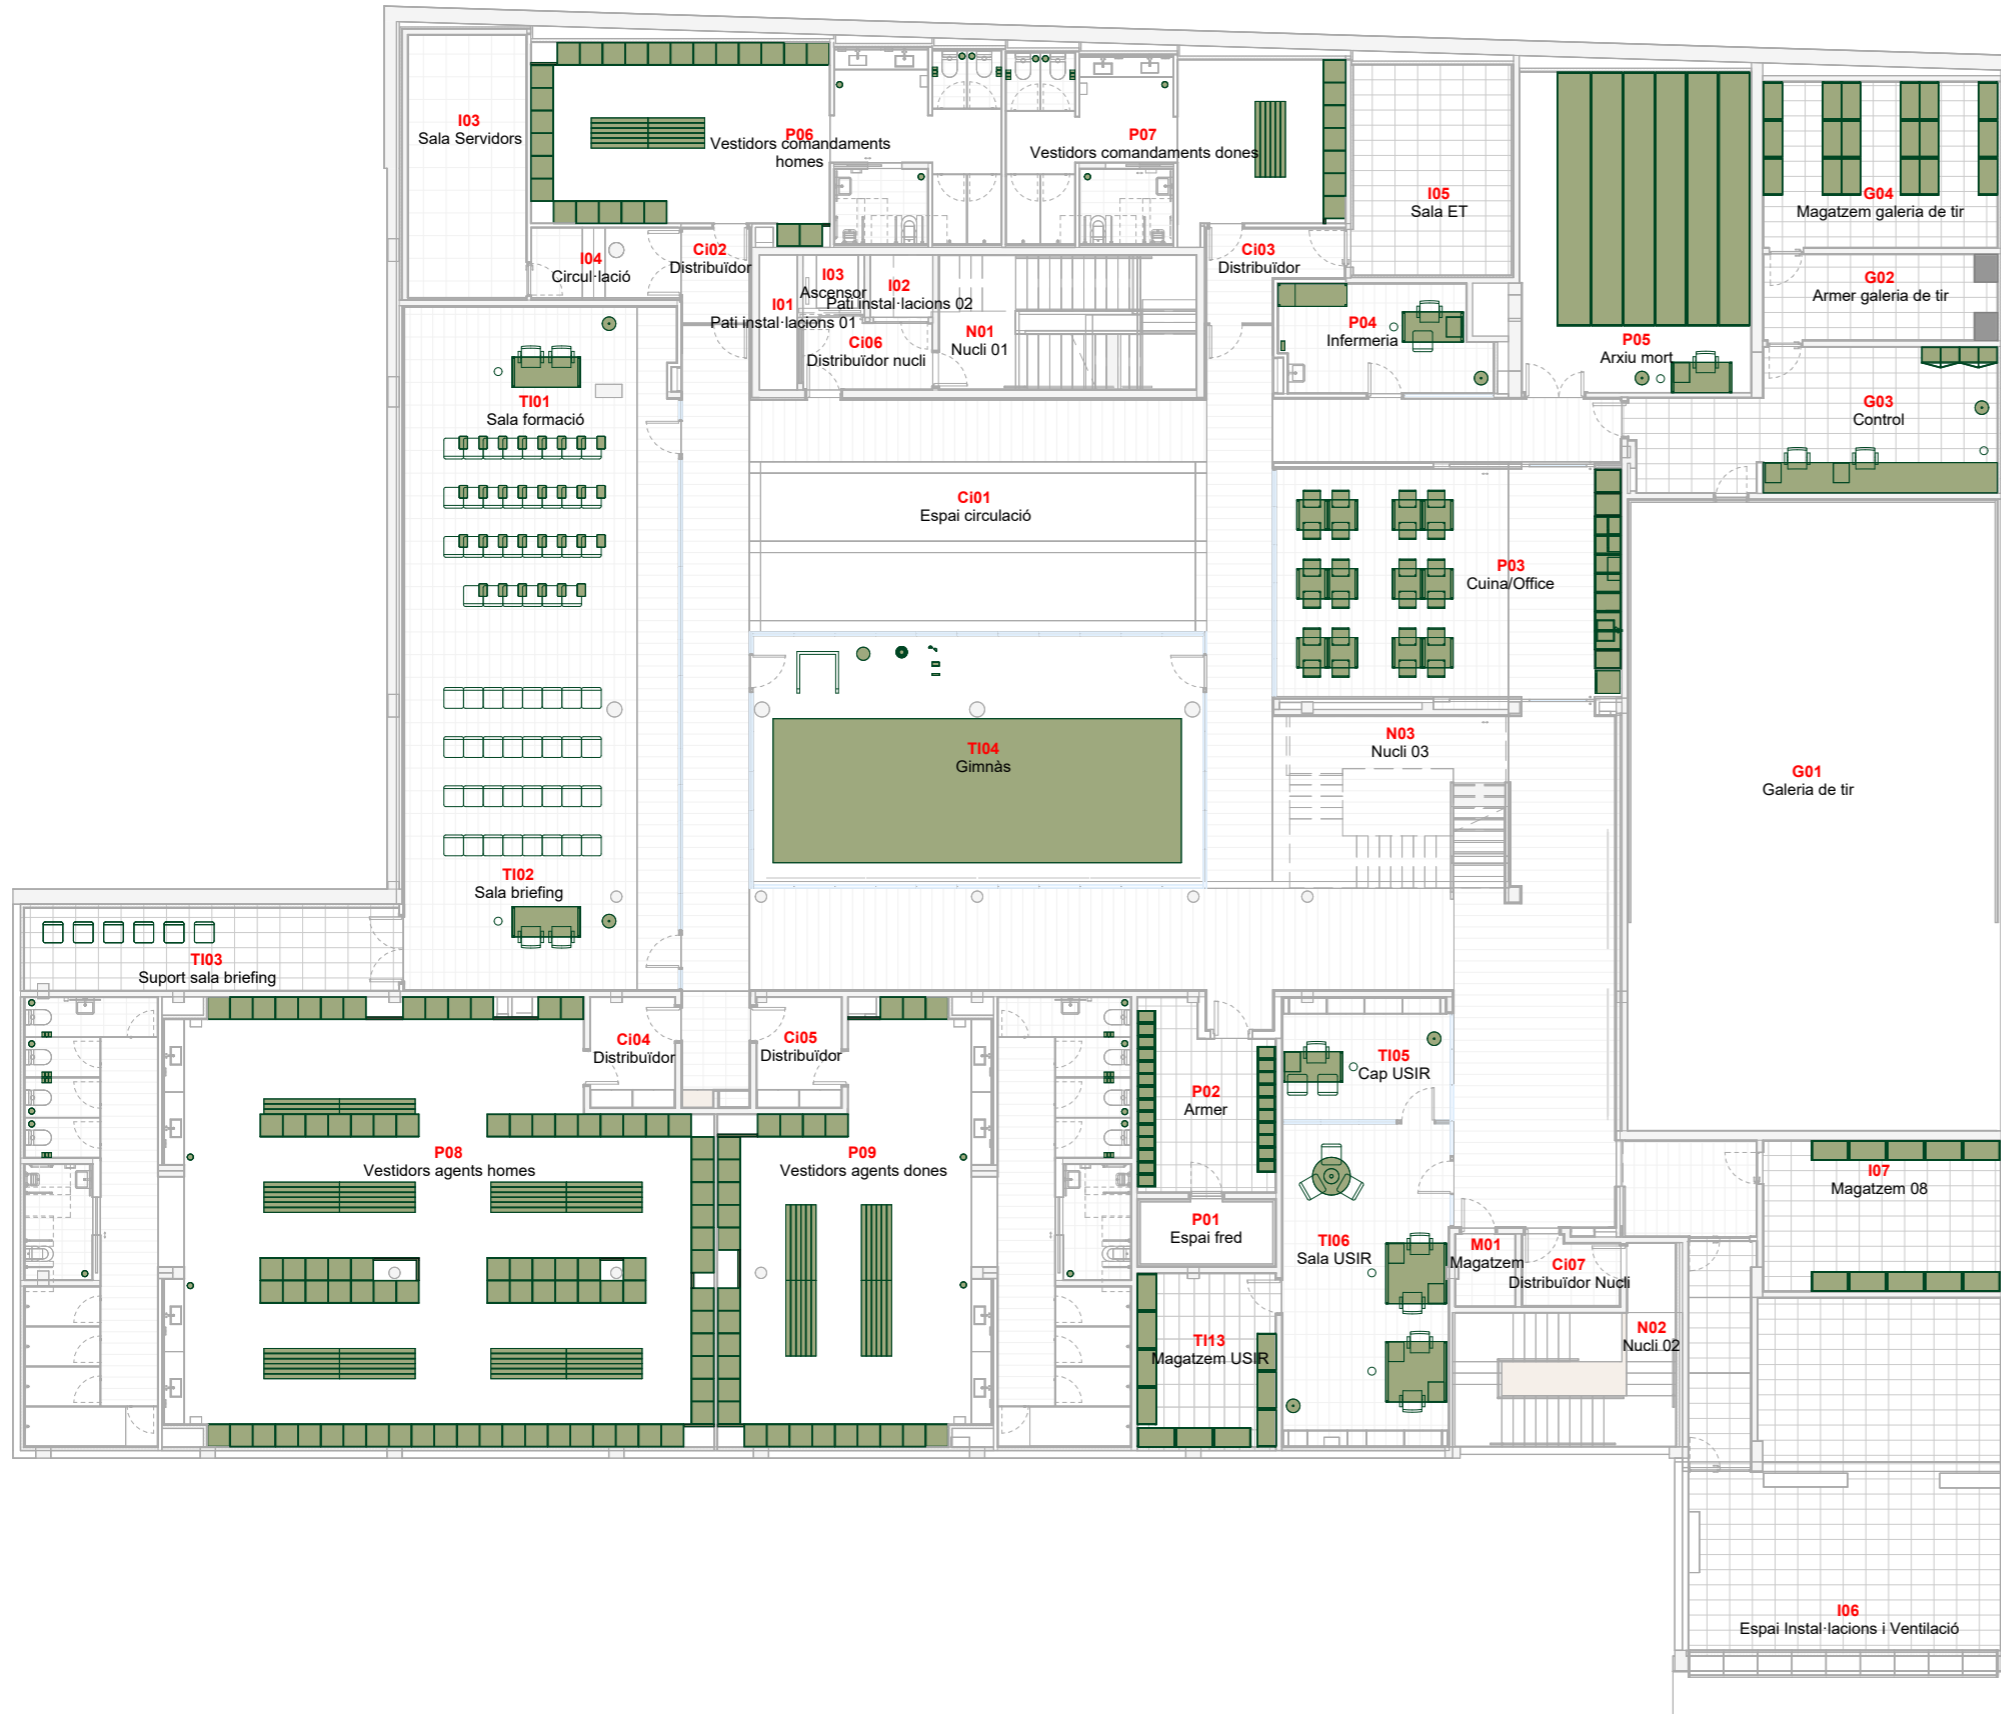 I03
Sala Servidors
P06
Vestidors comandaments
homes
P07
Vestidors comandaments dones
I05
Sala ET
G04
Magatzem galeria de tir
I04
Circul·lació
Ci02
Distribuïdor
I03
Ascensor
I02
Pati instal·lacions 02
I01
Pati instal·lacions 01
Ci06
Distribuïdor nucli
N01
Nucli 01
Ci03
Distribuïdor
G02
Armer galeria de tir
P04
Infermeria
P05
Arxiu mort
TI01
Sala formació
G03
Control
Ci01
Espai circulació
P03
Cuina/Office
N03
Nucli 03
TI04
Gimnàs
G01
Galeria de tir
TI02
Sala briefing
TI03
Suport sala briefing
Ci04
Distribuïdor
Ci05
Distribuïdor
TI05
Cap USIR
P02
Armer
P08
Vestidors agents homes
P09
Vestidors agents dones
I07
Magatzem 08
P01
Espai fred
TI06
Sala USIR
M01
Magatzem
Ci07
Distribuïdor Nucli
TI13
Magatzem USIR
N02
Nucli 02
I06
Espai Instal·lacions i Ventilació